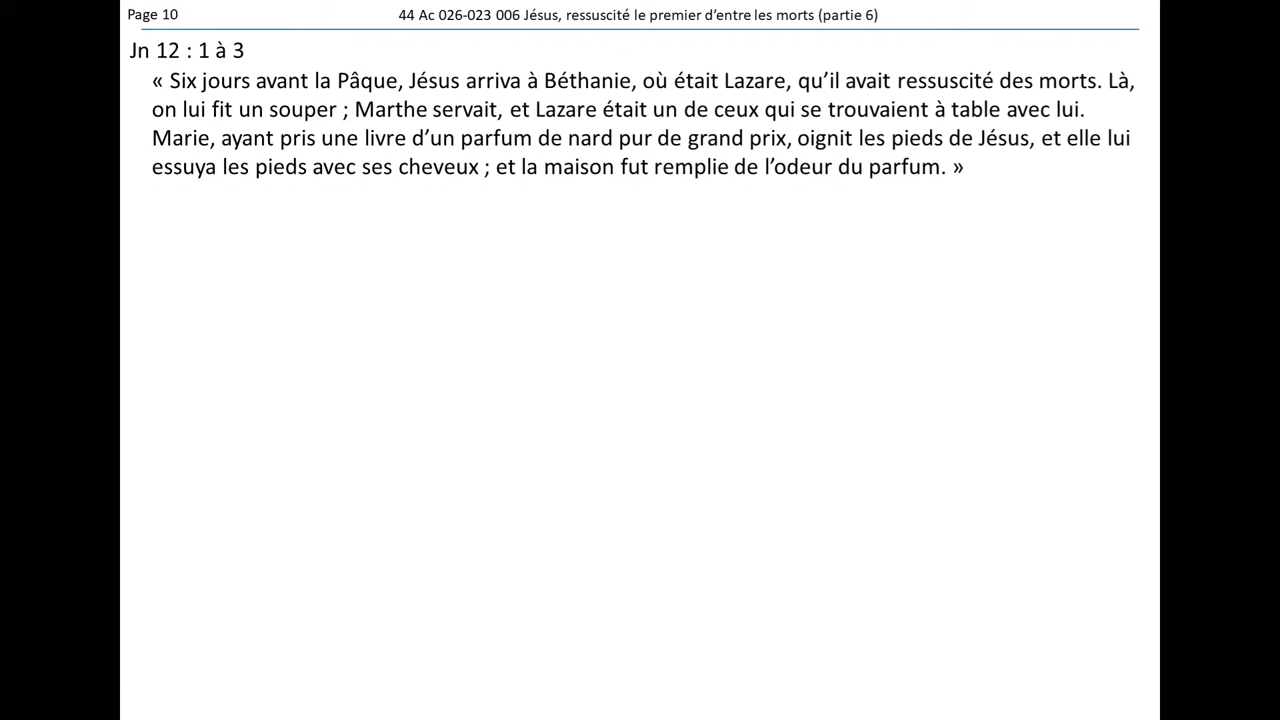 Page 10
44 Ac 026-023 006 Jésus, ressuscité le premier d’entre les morts (partie 6)
Jn 12 : 1 à 3
« Six jours avant la Pâque, Jésus arriva à Béthanie, où était Lazare, qu’il avait ressuscité des morts. Là,
on lui fit un souper ; Marthe servait, et Lazare était un de ceux qui se trouvaient à table avec lui.
Marie, ayant pris une livre d’un parfum de nard pur de grand prix, oignit les pieds de Jésus, et elle lui
essuya les pieds avec ses cheveux ; et la maison fut remplie de l’odeur du parfum. »